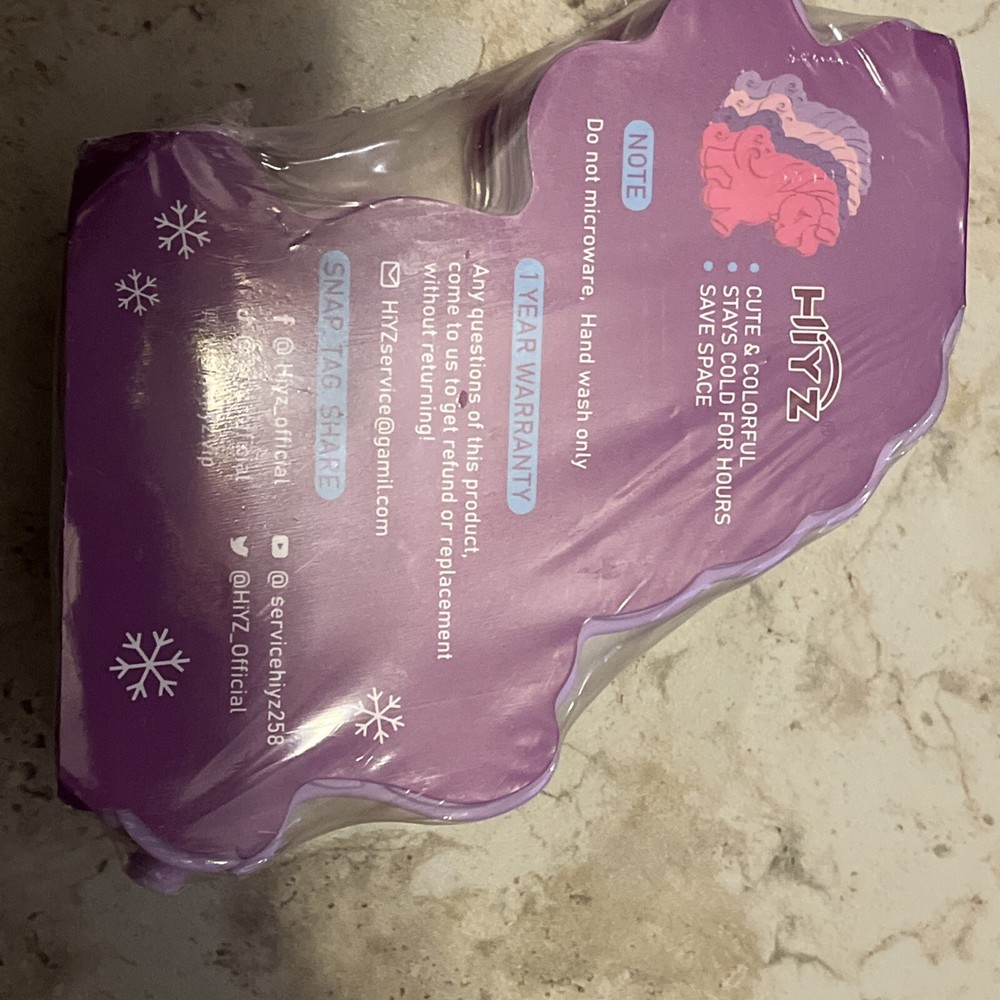 HiYZ
CUTE & COLORFUL
STAYS COLD FOR HOURS
SAVE SPACE
NOTE
Do not microwave, Hand wash only
1 YEAR WARRANTY
Any questions of this product,
come to us to get refund or replacement
without returning!
HiYZservice@gamil.com
SNAP TAG SHARE
@Hiyz_official
@ servicehiyz258
@HiYZ_Official